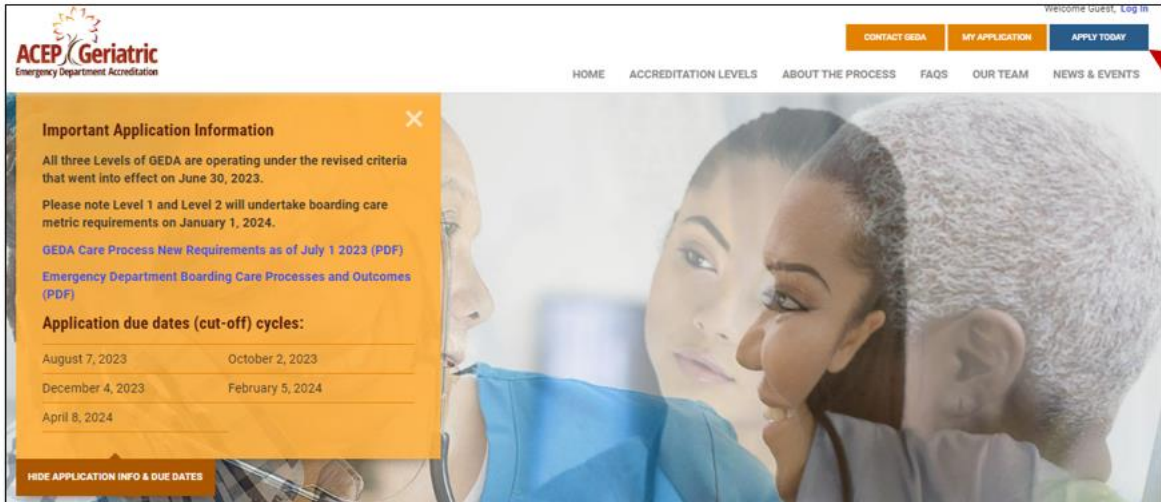 Welcome Guest, Log In
ACEP Geriatric
Emergency Department Accreditation
CONTACT GEDA
MY APPLICATION
APPLY TODAY
HOME ACCREDITATION LEVELS ABOUT THE PROCESS FAQS OUR TEAM NEWS & EVENTS
Important Application Information
All three Levels of GEDA are operating under the revised criteria
that went into effect on June 30, 2023.
Please note Level 1 and Level 2 will undertake boarding care
metric requirements on January 1, 2024.
GEDA Care Process New Requirements as of July 1 2023 (PDF)
Emergency Department Boarding Care Processes and Outcomes
(PDF)
Application due dates (cut-off) cycles:
August 7, 2023 October 2, 2023
December 4, 2023 February 5, 2024
April 8, 2024
HIDE APPLICATION INFO & DUE DATES